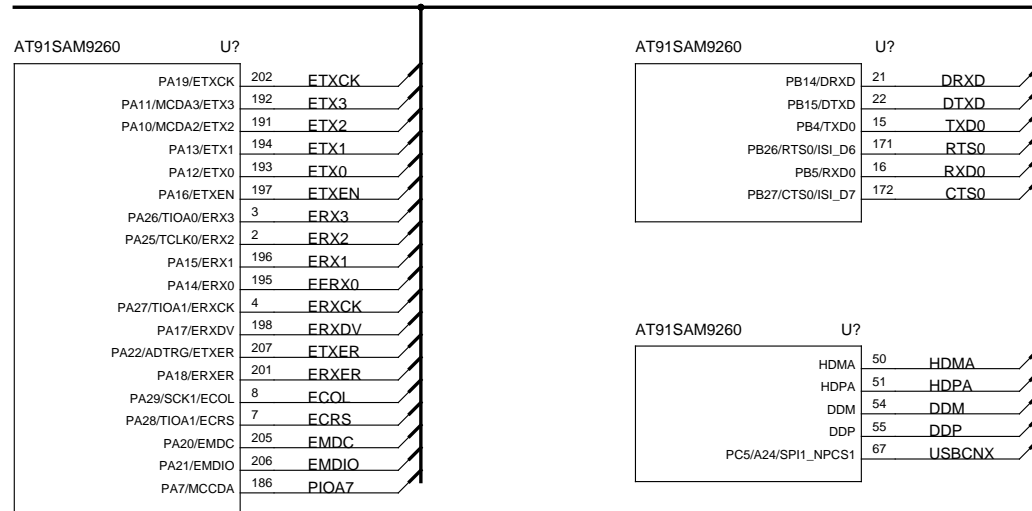 AT91SAM9260 U?
PA19/ETXCK 202 ETXCK
PA11/MCDA3/ETX3 192 ETX3
PA10/MCDA2/ETX2 191 ETX2
PA13/ETX1 194 ETX1
PA12/ETX0 193 ETX0
PA16/ETXEN 197 ETXEN
PA26/TIOA0/ERX3 3 ERX3
PA25/TCLK0/ERX2 2 ERX2
PA15/ERX1 196 ERX1
PA14/ERX0 195 EERX0
PA27/TIOA1/ERXCK 4 ERXCK
PA17/ERXDV 198 ERXDV
PA22/ADTRG/ETXER 207 ETXER
PA18/ERXER 201 ERXER
PA29/SCK1/ECOL 8 ECOL
PA28/TIOA1/ECRS 7 ECRS
PA20/EMDC 205 EMDC
PA21/EMDIO 206 EMDIO
PA7/MCCDA 186 PIOA7
AT91SAM9260 U?
PB14/DRXD 21 DRXD
PB15/DTXD 22 DTXD
PB4/TXD0 15 TXD0
PB26/RTS0/ISI_D6 171 RTS0
PB5/RXD0 16 RXD0
PB27/CTS0/ISI_D7 172 CTS0
AT91SAM9260 U?
HDMA 50 HDMA
HDPA 51 HDPA
DDM 54 DDM
DDP 55 DDP
PC5/A24/SPI1_NPCS1 67 USBCNX